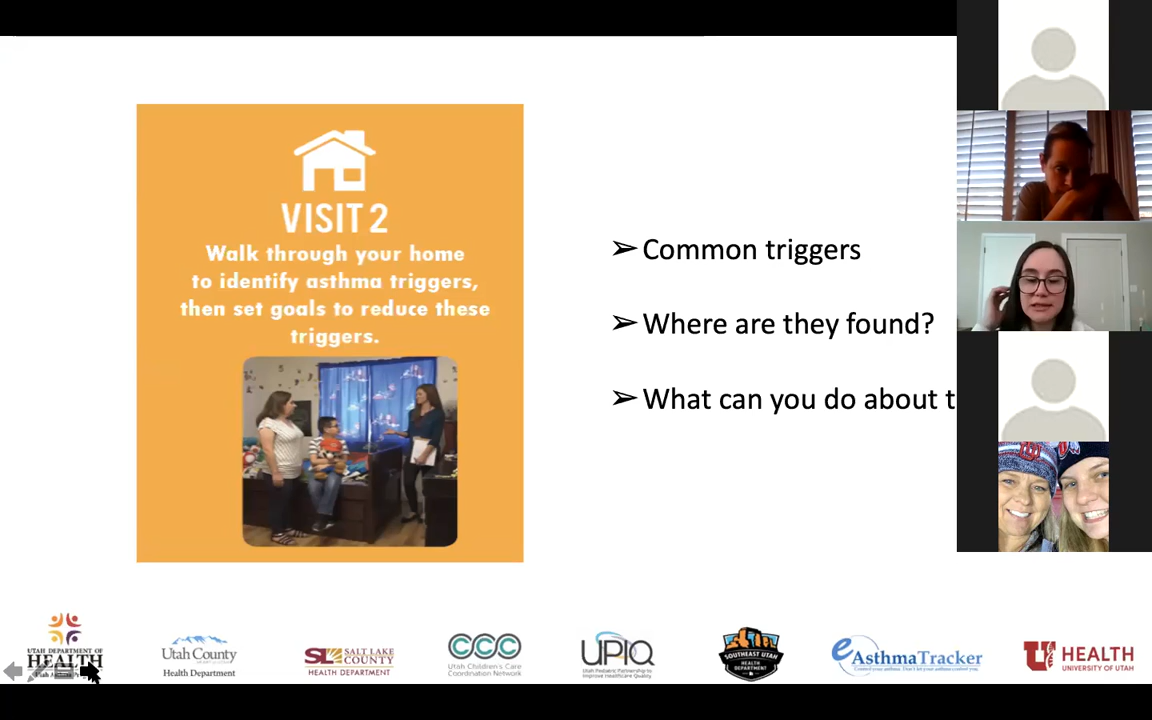 VISIT 2
Walk through your home
to identify asthma triggers,
then set goals to reduce these
triggers.
➢ Common triggers
➢ Where are they found?
➢ What can you do about t
UTAH DEPARTMENT OF
HEALTH
Utah County
Health Department
SL SALT LAKE
COUNTY
HEALTH DEPARTMENT
CCC
Utah Children's Care
Coordination Network
UPIQ
Utah Pediatric Partnership to
Improve Healthcare Quality
SOUTHEAST UTAH
HEALTH
DEPARTMENT
eAsthmaTracker
U HEALTH
UNIVERSITY OF UTAH